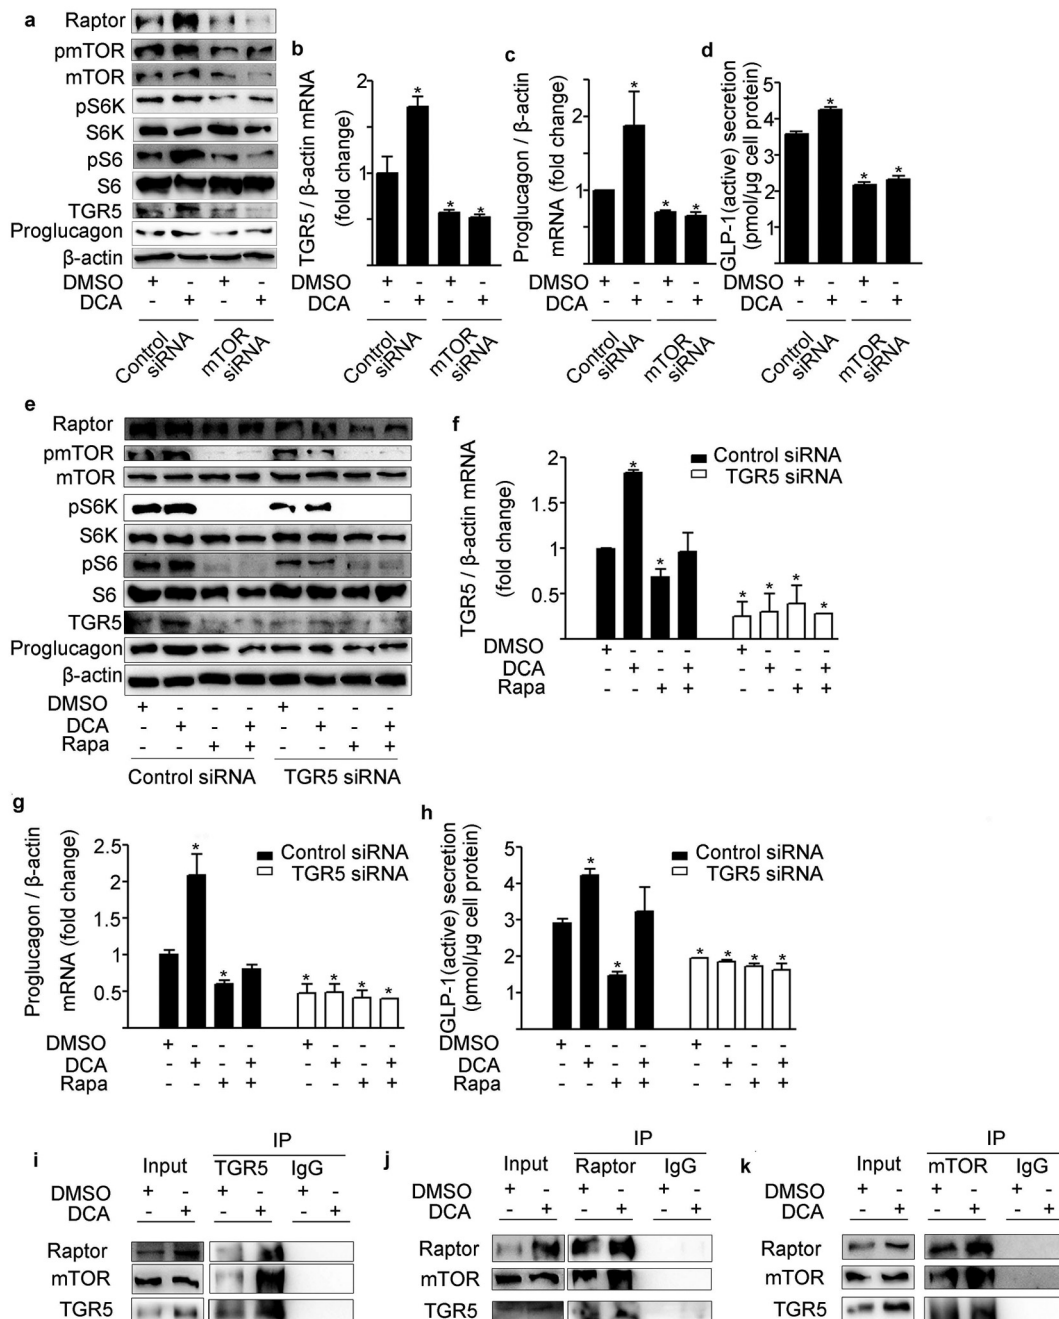 a
Raptor
pmTOR
mTOR
pS6K
S6K
pS6
S6
TGR5
Proglucagon
β-actin
DMSO + - + -
DCA - + - +
Control siRNA
mTOR siRNA
b
TGR5 / β-actin mRNA
(fold change)
2
1
* * *
DMSO + - + -
DCA - + - +
Control siRNA
mTOR siRNA
c
Proglucagon / β-actin
mRNA (fold change)
2
1
* * *
DMSO + - + -
DCA - + - +
Control siRNA
mTOR siRNA
d
GLP-1(active) secretion
(pmol/µg cell protein)
5
4
3
2
1
* * *
DMSO + - + -
DCA - + - +
Control siRNA
mTOR siRNA
e
Raptor
pmTOR
mTOR
pS6K
S6K
pS6
S6
TGR5
Proglucagon
β-actin
DMSO + - - - + - - -
DCA - + - + - + - +
Rapa - - + + - - + +
Control siRNA TGR5 siRNA
f
TGR5 / β-actin mRNA
(fold change)
Control siRNA
TGR5 siRNA
2
1.5
1
0.5
* * * * * *
DMSO + - - - + - - -
DCA - + - + - + - +
Rapa - - + + - - + +
g
Proglucagon / β-actin
mRNA (fold change)
Control siRNA
TGR5 siRNA
2.5
2
1
0.5
* * * * * *
DMSO + - - - + - - -
DCA - + - + - + - +
Rapa - - + + - - + +
h
GLP-1(active) secretion
(pmol/µg cell protein)
Control siRNA
TGR5 siRNA
5
4
3
2
1
* * * * * *
DMSO + - - - + - - -
DCA - + - + - + - +
Rapa - - + + - - + +
i
IP
Input TGR5 IgG
DMSO + - + - + -
DCA - + - + - +
Raptor
mTOR
TGR5
j
IP
Input Raptor IgG
DMSO + - + - + -
DCA - + - + - +
Raptor
mTOR
TGR5
k
IP
Input mTOR IgG
DMSO + - + - + -
DCA - + - + - +
Raptor
mTOR
TGR5